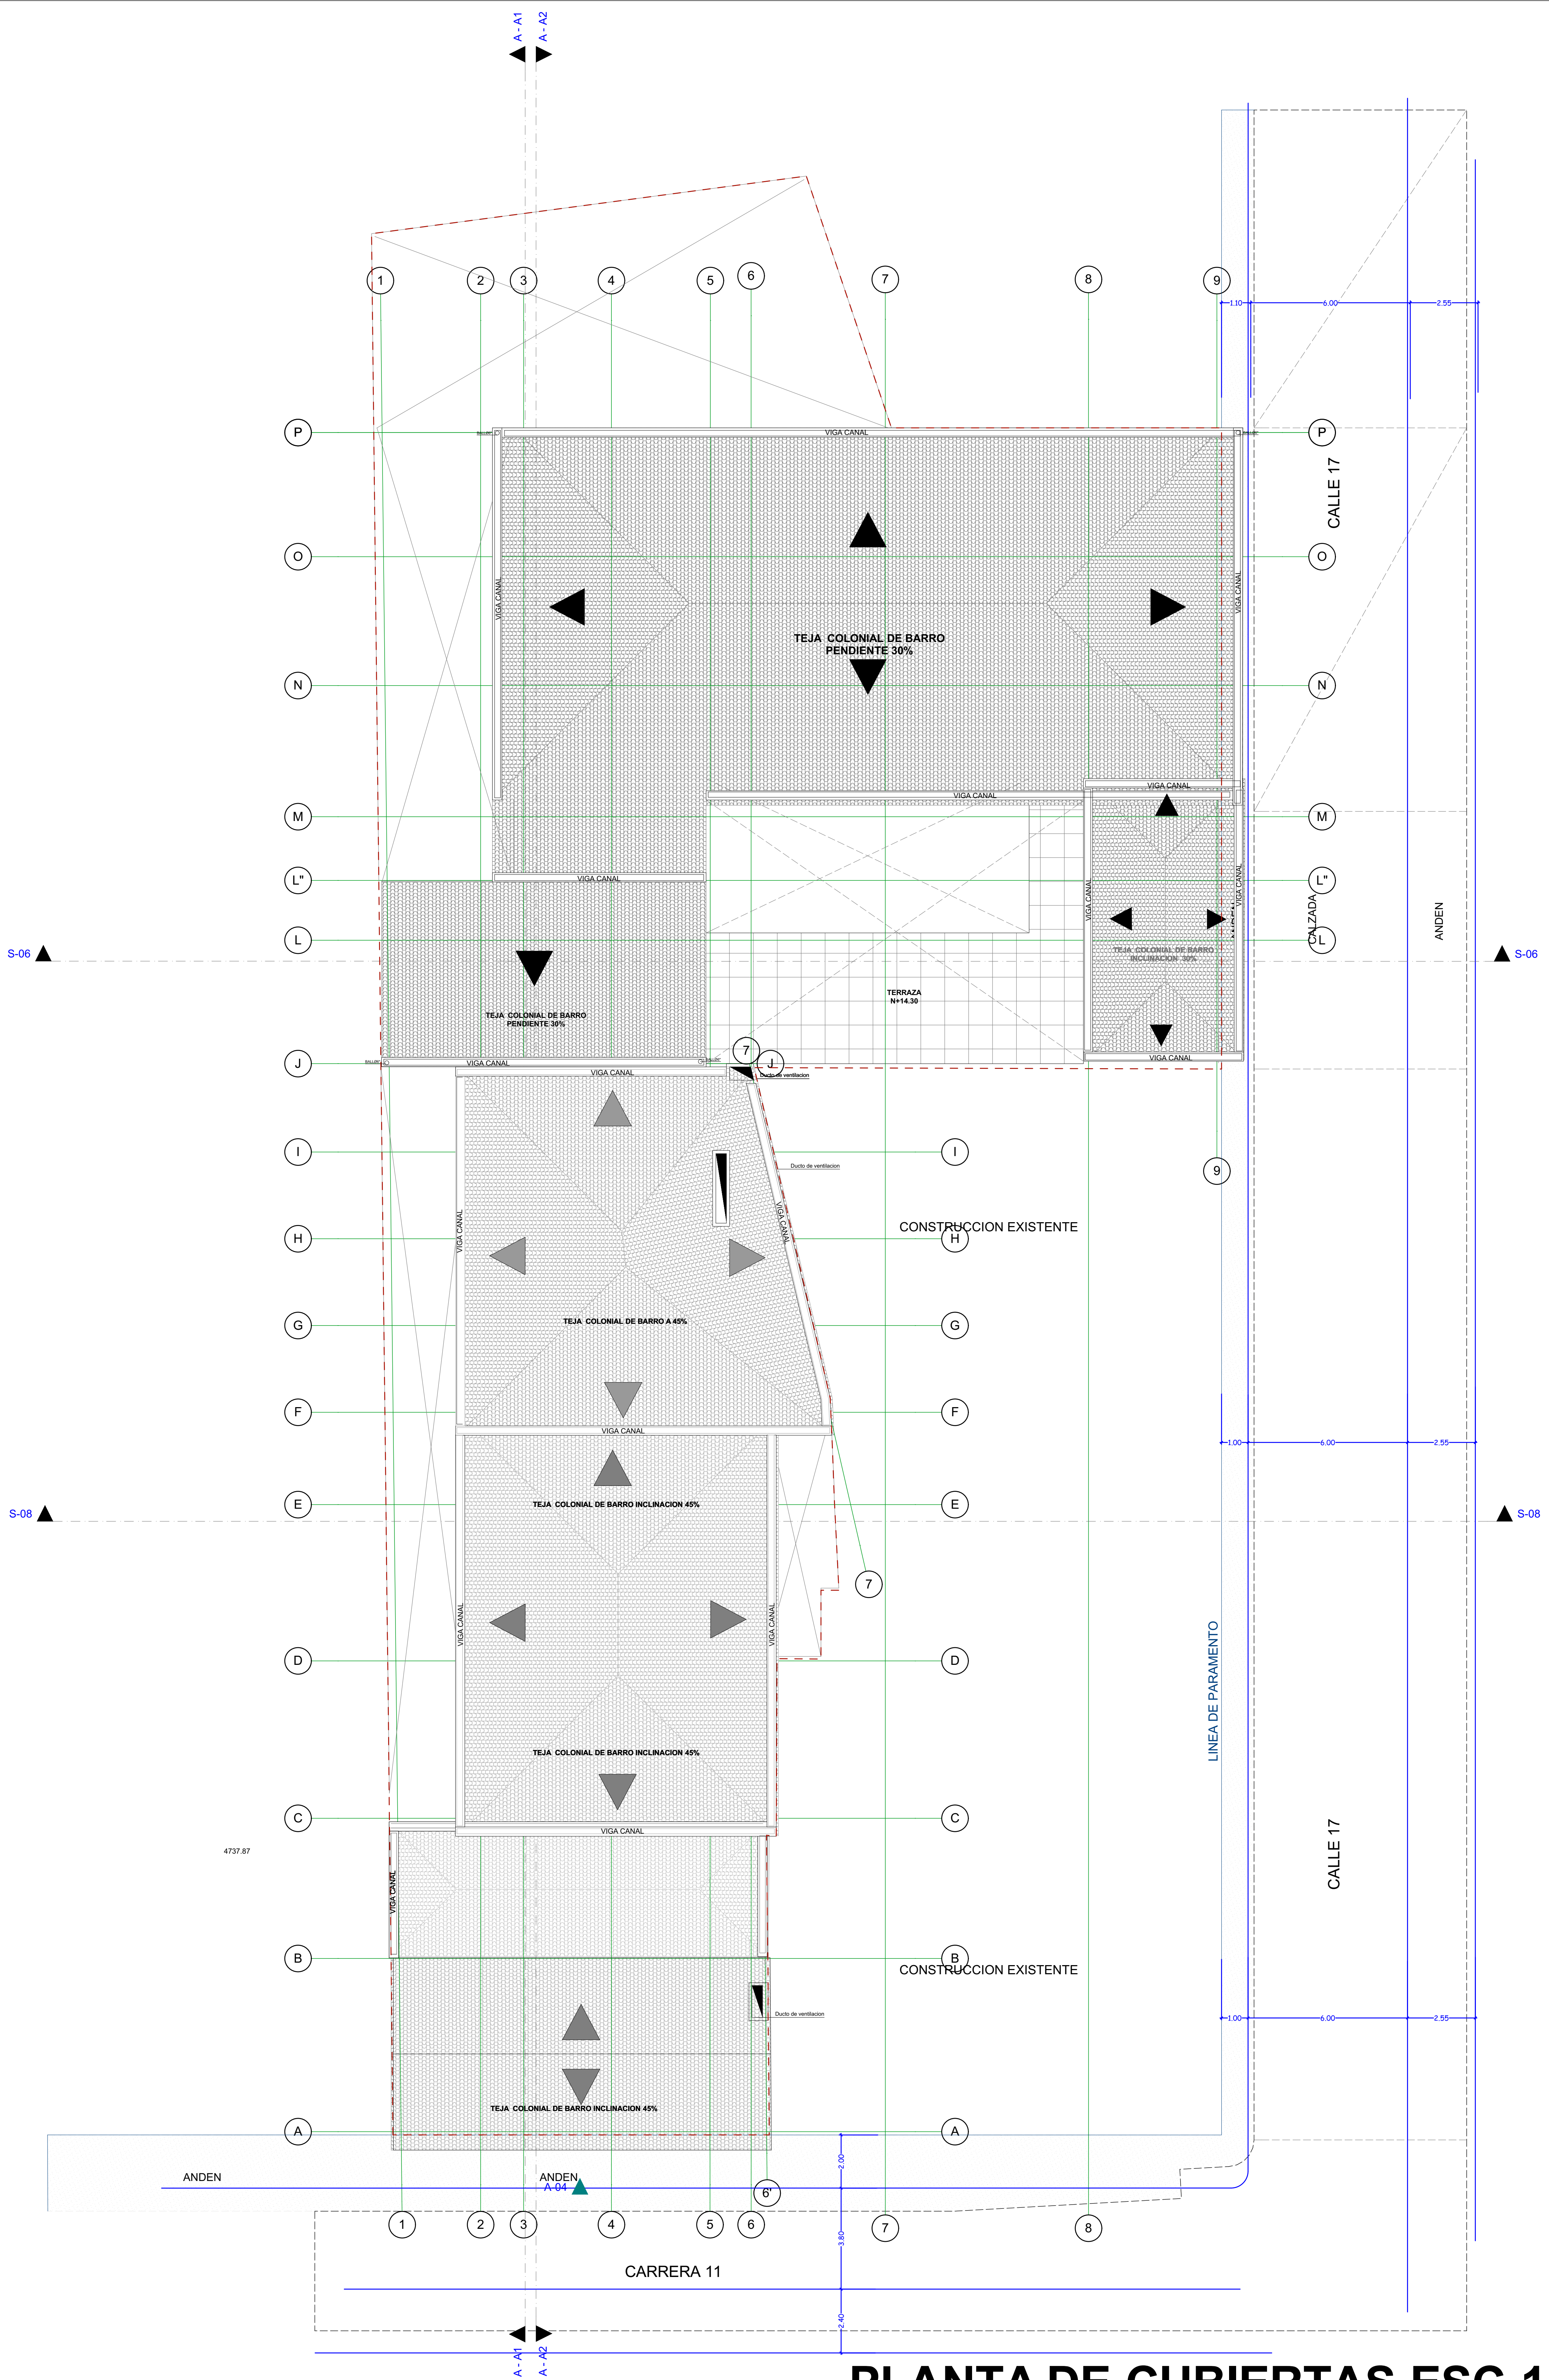 A - A1
A - A2
1
2
3
4
5
6
7
8
9
1.10
6.00
2.55
P
VIGA CANAL
P
CALLE 17
O
O
VIGA CANAL
VIGA CANAL
TEJA COLONIAL DE BARRO
PENDIENTE 30%
N
N
VIGA CANAL
VIGA CANAL
M
M
L"
VIGA CANAL
L"
VIGA CANAL
VIGA CANAL
CALZADA
ANDEN
L
L
TEJA COLONIAL DE BARRO
INCLINACION 30%
S-06
S-06
TERRAZA
N+14.30
TEJA COLONIAL DE BARRO
PENDIENTE 30%
7
VIGA CANAL
J
VIGA CANAL
J
VIGA CANAL
Ducto de ventilacion
I
I
Ducto de ventilacion
9
VIGA CANAL
VIGA CANAL
CONSTRUCCION EXISTENTE
H
H
TEJA COLONIAL DE BARRO A 45%
G
G
F
F
VIGA CANAL
1.00
6.00
2.55
TEJA COLONIAL DE BARRO INCLINACION 45%
E
E
S-08
S-08
7
VIGA CANAL
VIGA CANAL
LINEA DE PARAMENTO
D
D
TEJA COLONIAL DE BARRO INCLINACION 45%
C
C
VIGA CANAL
4737.87
CALLE 17
VIGA CANAL
B
B
CONSTRUCCION EXISTENTE
Ducto de ventilacion
1.00
6.00
2.55
TEJA COLONIAL DE BARRO INCLINACION 45%
A
A
2.00
ANDEN
ANDEN
A-04
6'
1
2
3
4
5
6
7
8
3.80
CARRERA 11
2.40
A - A1
A - A2
PLANTA DE CUBIERTAS ESC 1